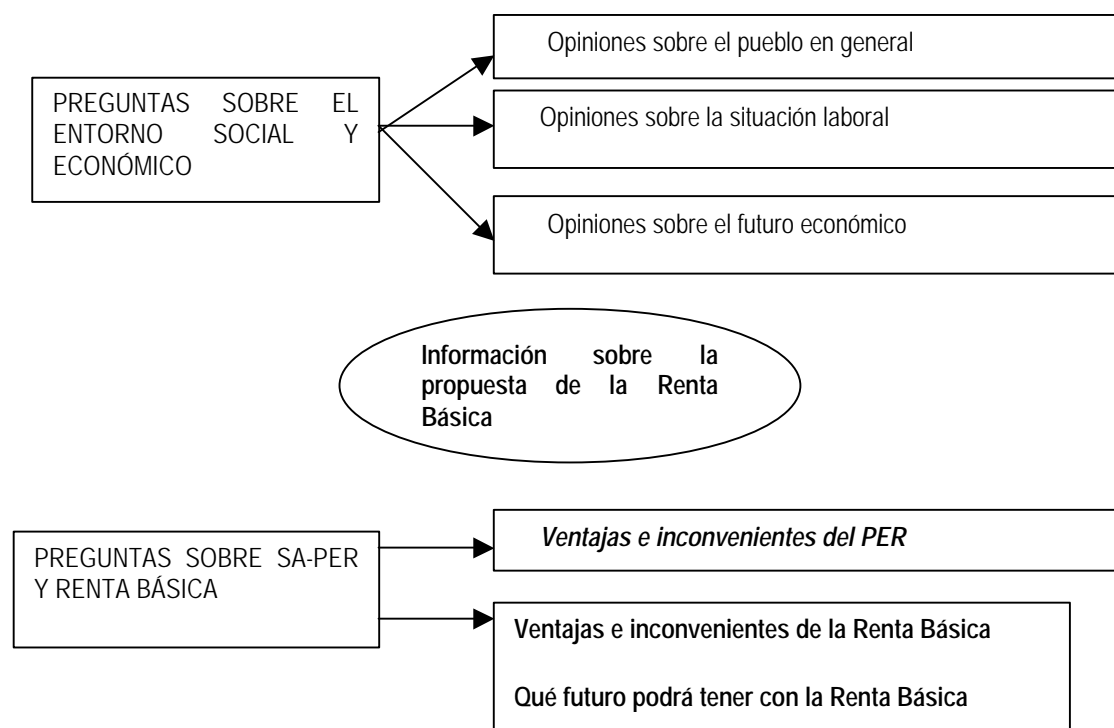 PREGUNTAS SOBRE EL
ENTORNO SOCIAL Y
ECONÓMICO
Opiniones sobre el pueblo en general
Opiniones sobre la situación laboral
Opiniones sobre el futuro económico
Información sobre la
propuesta de la Renta
Básica
PREGUNTAS SOBRE SA-PER
Y RENTA BÁSICA
Ventajas e inconvenientes del PER
Ventajas e inconvenientes de la Renta Básica
Qué futuro podrá tener con la Renta Básica